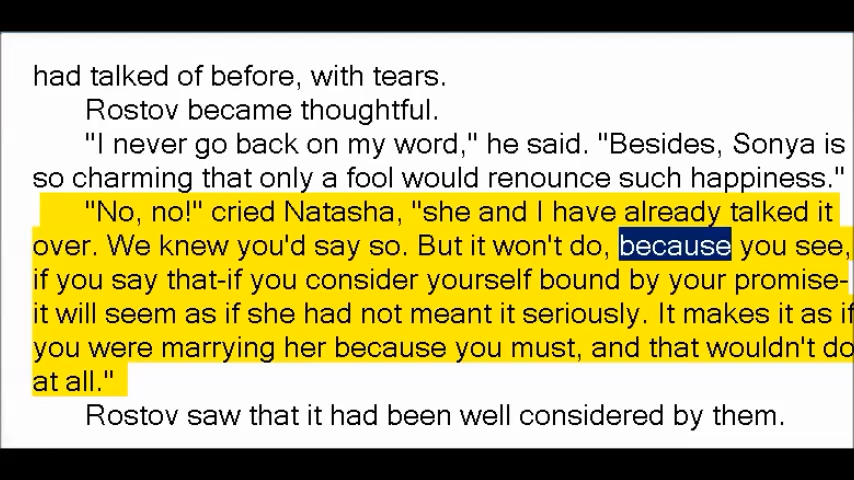 had talked of before, with tears.
Rostov became thoughtful.
"I never go back on my word," he said. "Besides, Sonya is
so charming that only a fool would renounce such happiness."
"No, no!" cried Natasha, "she and I have already talked it
over. We knew you'd say so. But it won't do, because you see,
if you say that-if you consider yourself bound by your promise-
it will seem as if she had not meant it seriously. It makes it as if
you were marrying her because you must, and that wouldn't do
at all."
Rostov saw that it had been well considered by them.